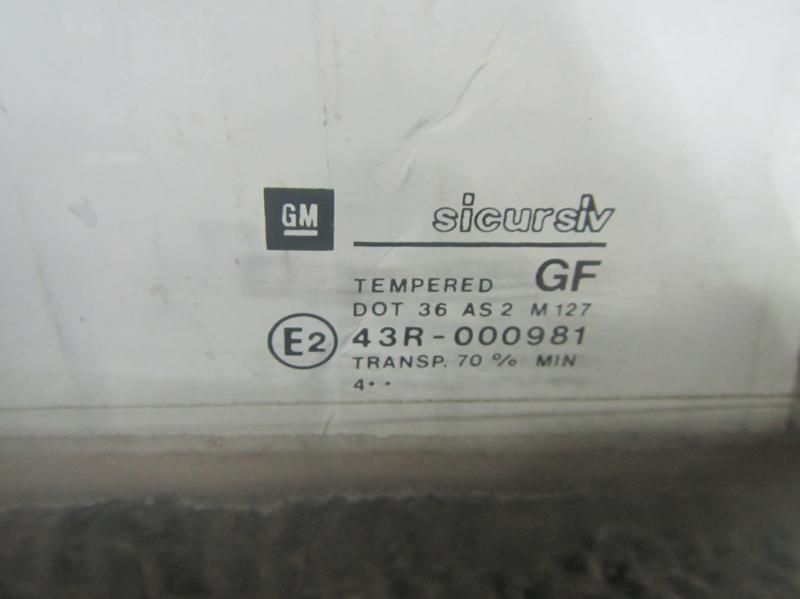 GM
sicursiv
TEMPERED GF
DOT 36 AS2 M127
E2 43R-000981
TRANSP. 70 % MIN
4••